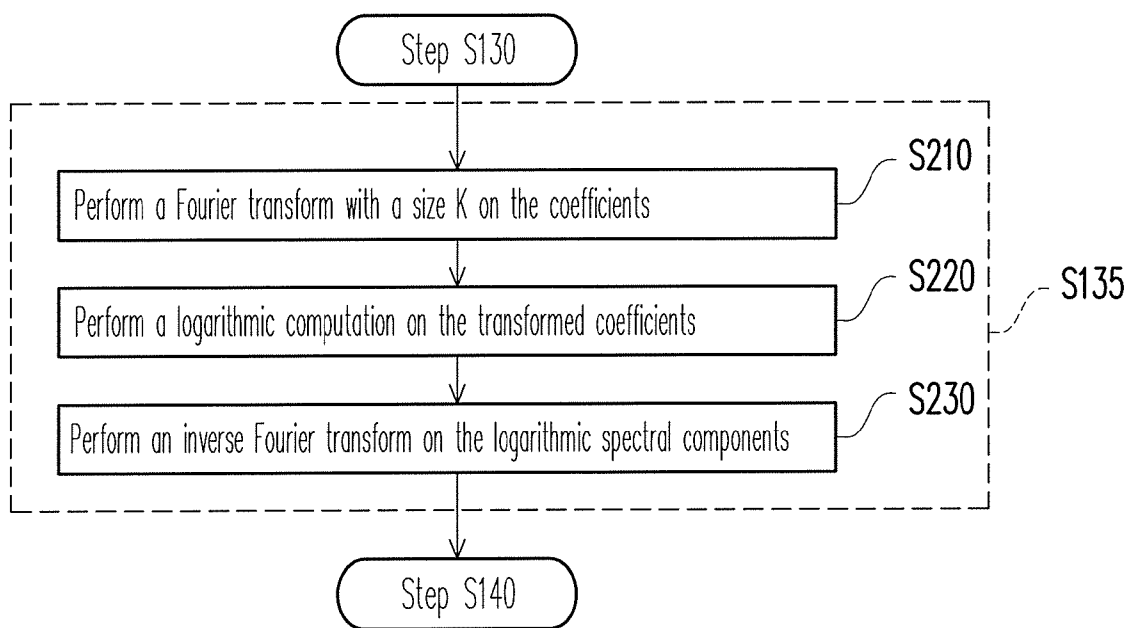 Step S130
S210
Perform a Fourier transform with a size K on the coefficients
S220
S135
Perform a logarithmic computation on the transformed coefficients
S230
Perform an inverse Fourier transform on the logarithmic spectral components
Step S140